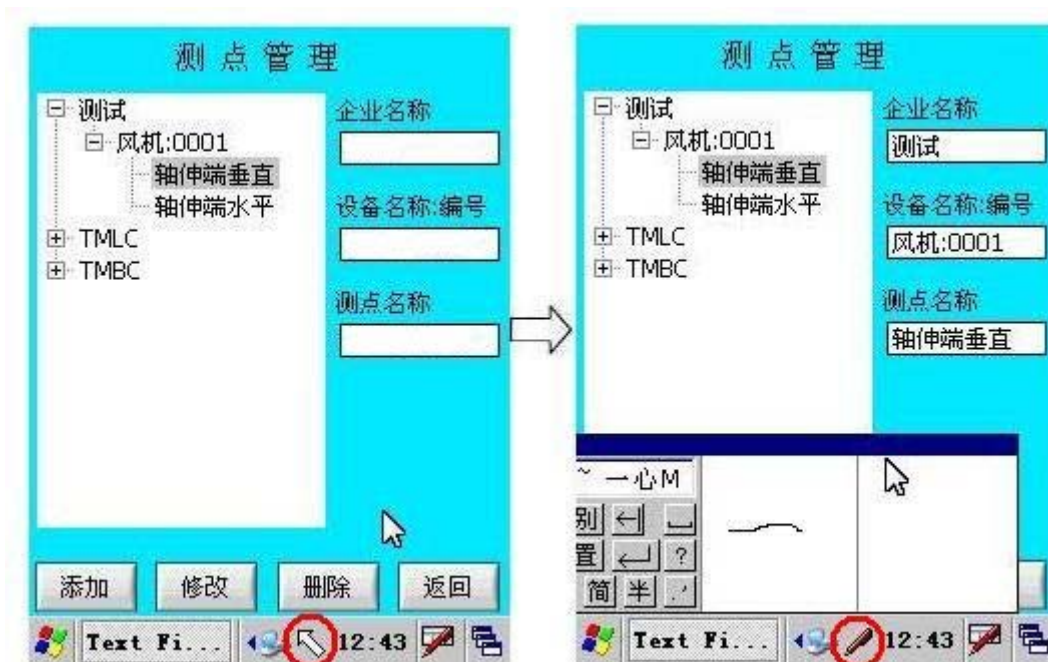 测点管理
测试
风机:0001
轴伸端垂直
轴伸端水平
TMLC
TMBC
企业名称
设备名称:编号
测点名称
添加
修改
删除
返回
Text Fi...
12:43
测点管理
测试
风机:0001
轴伸端垂直
轴伸端水平
TMLC
TMBC
企业名称
测试
设备名称:编号
风机:0001
测点名称
轴伸端垂直
~ 一心M
别
置
?
简 半
Text Fi...
12:43